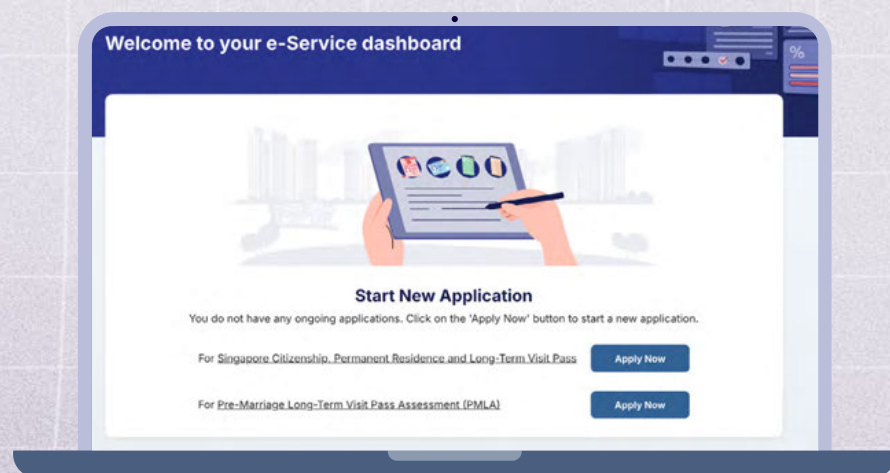 Welcome to your e-Service dashboard
%
Start New Application
You do not have any ongoing applications. Click on the 'Apply Now' button to start a new application.
For Singapore Citizenship, Permanent Residence and Long-Term Visit Pass Apply Now
For Pre-Marriage Long-Term Visit Pass Assessment (PMLA) Apply Now